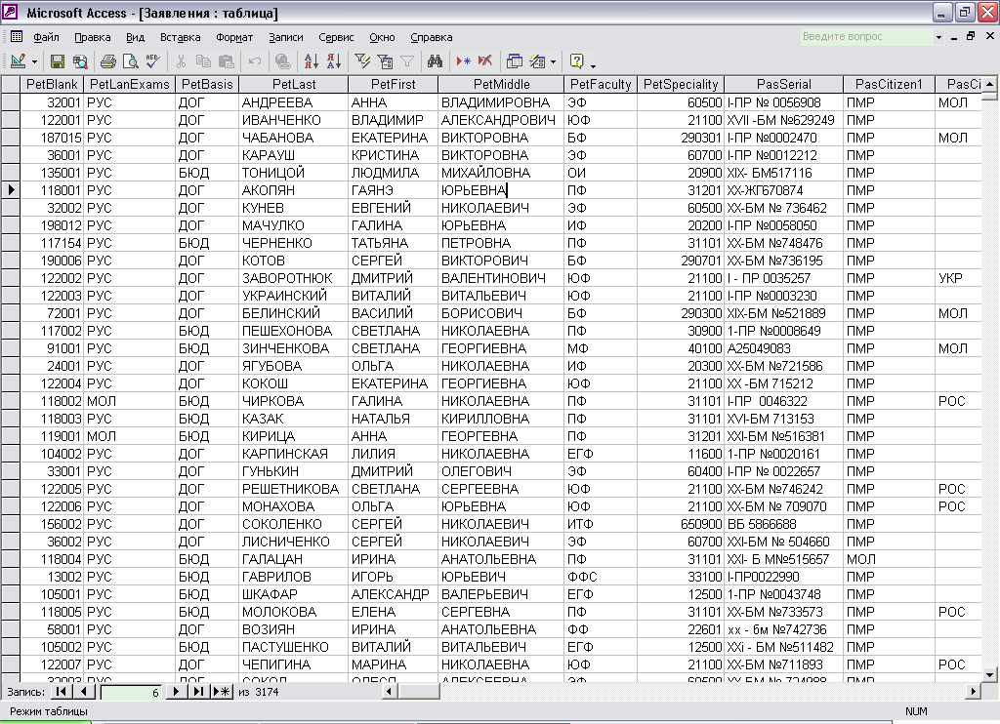 Microsoft Access - [Заявления : таблица]
Файл Правка Вид Вставка Формат Записи Сервис Окно Справка Введите вопрос
PetBlank PetLanExams PetBasis PetLast PetFirst PetMiddle PetFaculty PetSpeciality PasSerial PasCitizen1 PasCi
32001 РУС ДОГ АНДРЕЕВА АННА ВЛАДИМИРОВНА ЭФ 60500 I-ПР № 0056908 ПМР МОЛ
122001 РУС ДОГ ИВАНЧЕНКО ВЛАДИМИР АЛЕКСАНДРОВИЧ ЮФ 21100 XVII -БМ №629249 ПМР
187015 РУС ДОГ ЧАБАНОВА ЕКАТЕРИНА ВИКТОРОВНА БФ 290301 I-ПР №0002470 ПМР МОЛ
36001 РУС ДОГ КАРАУШ КРИСТИНА ВИКТОРОВНА ЭФ 60700 I-ПР №0012212 ПМР
135001 РУС БЮД ТОНИЦОЙ ЛЮДМИЛА МИХАЙЛОВНА ОИ 20900 XIX- БМ517116 ПМР
118001 РУС ДОГ АКОПЯН ГАЯНЭ ЮРЬЕВНА ПФ 31201 XX-ЖГ670874 ПМР
32002 РУС ДОГ КУНЕВ ЕВГЕНИЙ НИКОЛАЕВИЧ ЭФ 60500 XX-БМ № 736462 ПМР
198012 РУС ДОГ МАЧУЛКО ГАЛИНА ЮРЬЕВНА ИФ 20200 I-ПР №0058050 ПМР
117154 РУС БЮД ЧЕРНЕНКО ТАТЬЯНА ПЕТРОВНА ПФ 31101 XX-БМ №748476 ПМР
190006 РУС ДОГ КОТОВ СЕРГЕЙ ВИКТОРОВИЧ БФ 290701 XX-БМ №736195 ПМР
122002 РУС ДОГ ЗАВОРОТНЮК ДМИТРИЙ ВАЛЕНТИНОВИЧ ЮФ 21100 I - ПР 0035257 ПМР УКР
122003 РУС ДОГ УКРАИНСКИЙ ВИТАЛИЙ ВИТАЛЬЕВИЧ ЮФ 21100 I-ПР №0003230 ПМР
72001 РУС ДОГ БЕЛИНСКИЙ ВАСИЛИЙ БОРИСОВИЧ БФ 290300 XIX-БМ №521889 ПМР МОЛ
117002 РУС БЮД ПЕШЕХОНОВА СВЕТЛАНА НИКОЛАЕВНА ПФ 30900 1-ПР №0008649 ПМР
91001 РУС БЮД ЗИНЧЕНКОВА СВЕТЛАНА ГЕОРГИЕВНА МФ 40100 А25049083 ПМР МОЛ
24001 РУС ДОГ ЯГУБОВА ОЛЬГА НИКОЛАЕВНА ИФ 20300 XX-БМ №721586 ПМР
122004 РУС ДОГ КОКОШ ЕКАТЕРИНА ГЕОРГИЕВНА ЮФ 21100 XX -БМ 715212 ПМР
118002 МОЛ БЮД ЧИРКОВА ГАЛИНА НИКОЛАЕВНА ПФ 31101 I-ПР 0046322 ПМР РОС
118003 РУС БЮД КАЗАК НАТАЛЬЯ КИРИЛЛОВНА ПФ 31101 XVI-БМ 713153 ПМР
119001 МОЛ БЮД КИРИЦА АННА ГЕОРГЕВНА ПФ 31201 XXI-БМ №516381 ПМР
104002 РУС ДОГ КАРПИНСКАЯ ЛИЛИЯ НИКОЛАЕВНА ЕГФ 11600 1-ПР №0020161 ПМР
33001 РУС ДОГ ГУНЬКИН ДМИТРИЙ ОЛЕГОВИЧ ЭФ 60400 I-ПР № 0022657 ПМР
122005 РУС ДОГ РЕШЕТНИКОВА СВЕТЛАНА СЕРГЕЕВНА ЮФ 21100 XX-БМ №746242 ПМР РОС
122006 РУС ДОГ МОНАХОВА ОЛЬГА ЮРЬЕВНА ЮФ 21100 XX-БМ № 709070 ПМР РОС
156002 РУС ДОГ СОКОЛЕНКО СЕРГЕЙ НИКОЛАЕВИЧ ИТФ 650900 ВБ 5866688 ПМР
36002 РУС ДОГ ЛИСНИЧЕНКО СЕРГЕЙ НИКОЛАЕВИЧ ЭФ 60700 XXI-БМ № 504660 ПМР
118004 РУС БЮД ГАЛАЦАН ИРИНА АНАТОЛЬЕВНА ПФ 31101 XXI- Б М№515657 МОЛ
13002 РУС БЮД ГАВРИЛОВ ИГОРЬ ЮРЬЕВИЧ ФФС 33100 I-ПР0022990 ПМР
105001 РУС БЮД ШКАФАР АЛЕКСАНДР ВАЛЕРЬЕВИЧ ЕГФ 12500 1-ПР №0043748 ПМР
118005 РУС БЮД МОЛОКОВА ЕЛЕНА СЕРГЕВНА ПФ 31101 XX-БМ №733573 ПМР РОС
58001 РУС ДОГ ВОЗИЯН ИРИНА АНАТОЛЬЕВНА ФФ 22601 xx - бм №742736 ПМР
105002 РУС БЮД ПАСТУШЕНКО ВИТАЛИЙ ВИТАЛЬЕВИЧ ЕГФ 12500 XXi - БМ №511482 ПМР
122007 РУС ДОГ ЧЕПИГИНА МАРИНА НИКОЛАЕВНА ЮФ 21100 XX-БМ №711893 ПМР РОС
Запись: 6 из 3174
Режим таблицы NUM